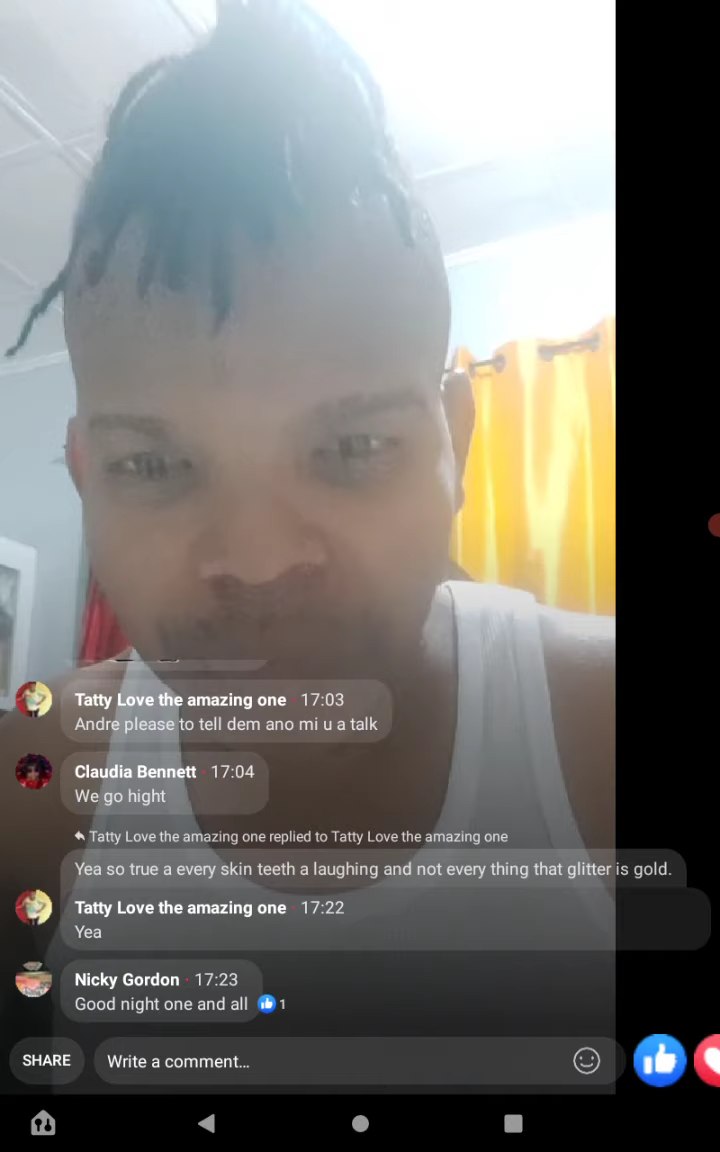 Tatty Love the amazing one · 17:03
Andre please to tell dem ano mi u a talk
Claudia Bennett · 17:04
We go hight
Tatty Love the amazing one replied to Tatty Love the amazing one
Yea so true a every skin teeth a laughing and not every thing that glitter is gold.
Tatty Love the amazing one · 17:22
Yea
Nicky Gordon · 17:23
Good night one and all 1
SHARE
Write a comment...